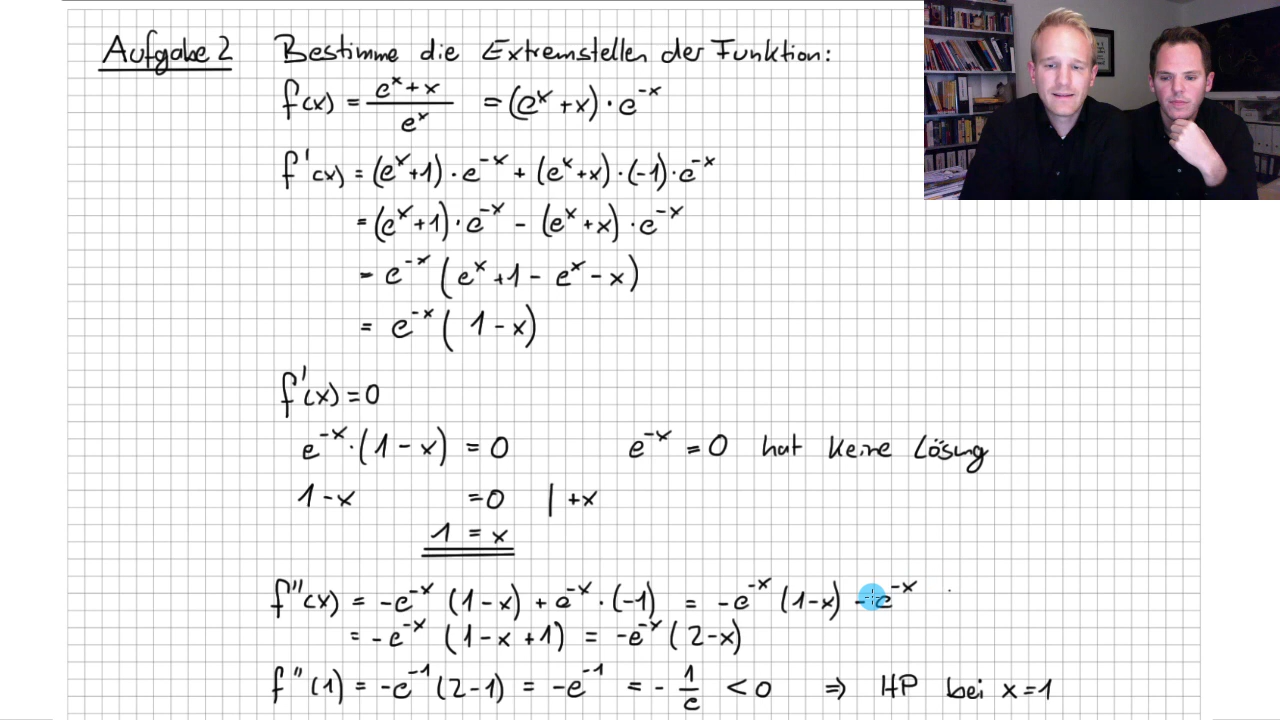 Aufgabe 2 Bestimme die Extremstellen der Funktion:
f(x) = (e^x + x)/(e^x) = (e^x + x) · e^-x
f'(x) = (e^x + 1) · e^-x + (e^x + x) · (-1) · e^-x
= (e^x + 1) · e^-x - (e^x + x) · e^-x
= e^-x (e^x + 1 - e^x - x)
= e^-x (1 - x)
f'(x) = 0
e^-x · (1 - x) = 0 e^-x = 0 hat keine Lösung
1 - x = 0 | + x
1 = x
f''(x) = -e^-x (1 - x) + e^-x · (-1) = -e^-x (1 - x) - e^-x
= -e^-x (1 - x + 1) = -e^-x (2 - x)
f''(1) = -e^-1 (2 - 1) = -e^-1 = - 1/e < 0 ⇒ HP bei x = 1